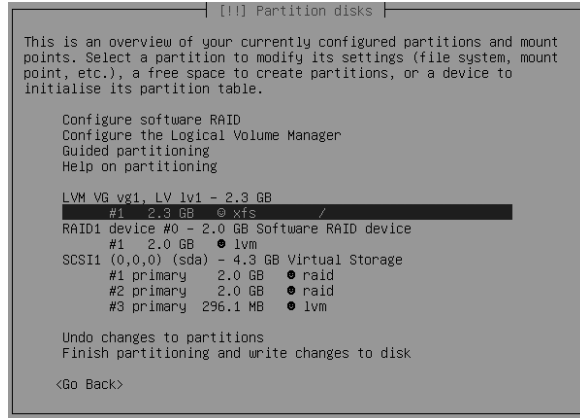 [!!] Partition disks
This is an overview of your currently configured partitions and mount
points. Select a partition to modify its settings (file system, mount
point, etc.), a free space to create partitions, or a device to
initialise its partition table.
Configure software RAID
Configure the Logical Volume Manager
Guided partitioning
Help on partitioning
LVM VG vg1, LV lv1 - 2.3 GB
#1 2.3 GB ☺ xfs /
RAID1 device #0 - 2.0 GB Software RAID device
#1 2.0 GB ☻ lvm
SCSI1 (0,0,0) (sda) - 4.3 GB Virtual Storage
#1 primary 2.0 GB ☻ raid
#2 primary 2.0 GB ☻ raid
#3 primary 296.1 MB ☻ lvm
Undo changes to partitions
Finish partitioning and write changes to disk
<Go Back>